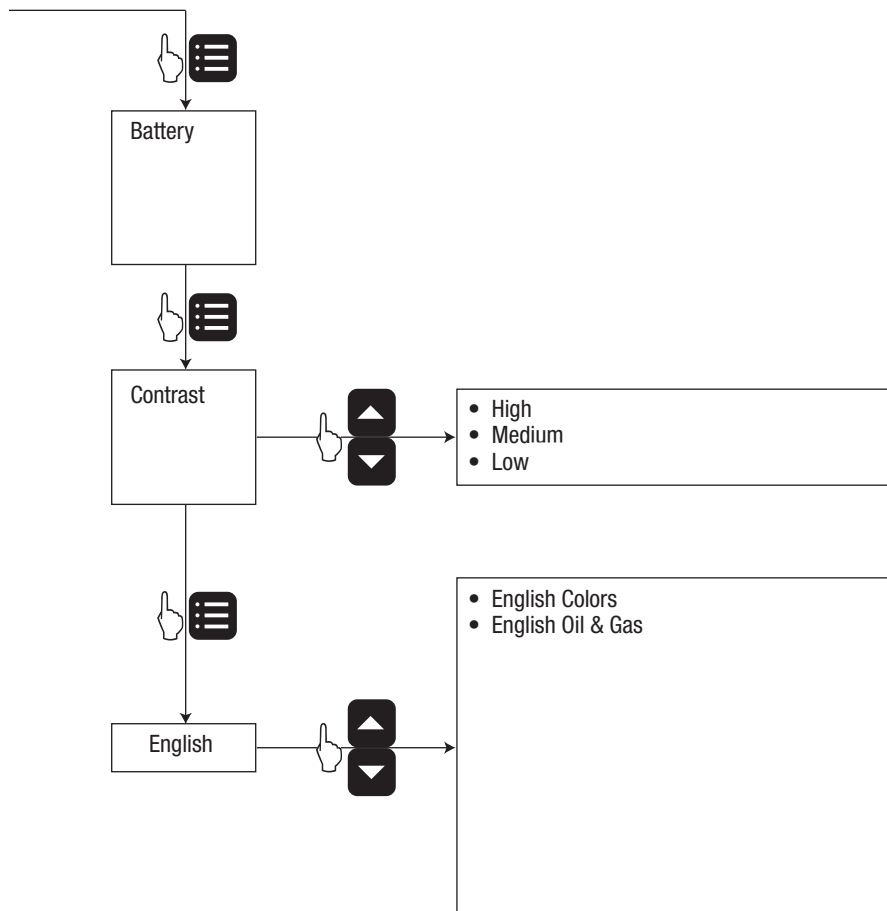 Battery
Contrast
• High
• Medium
• Low
• English Colors
• English Oil & Gas
English